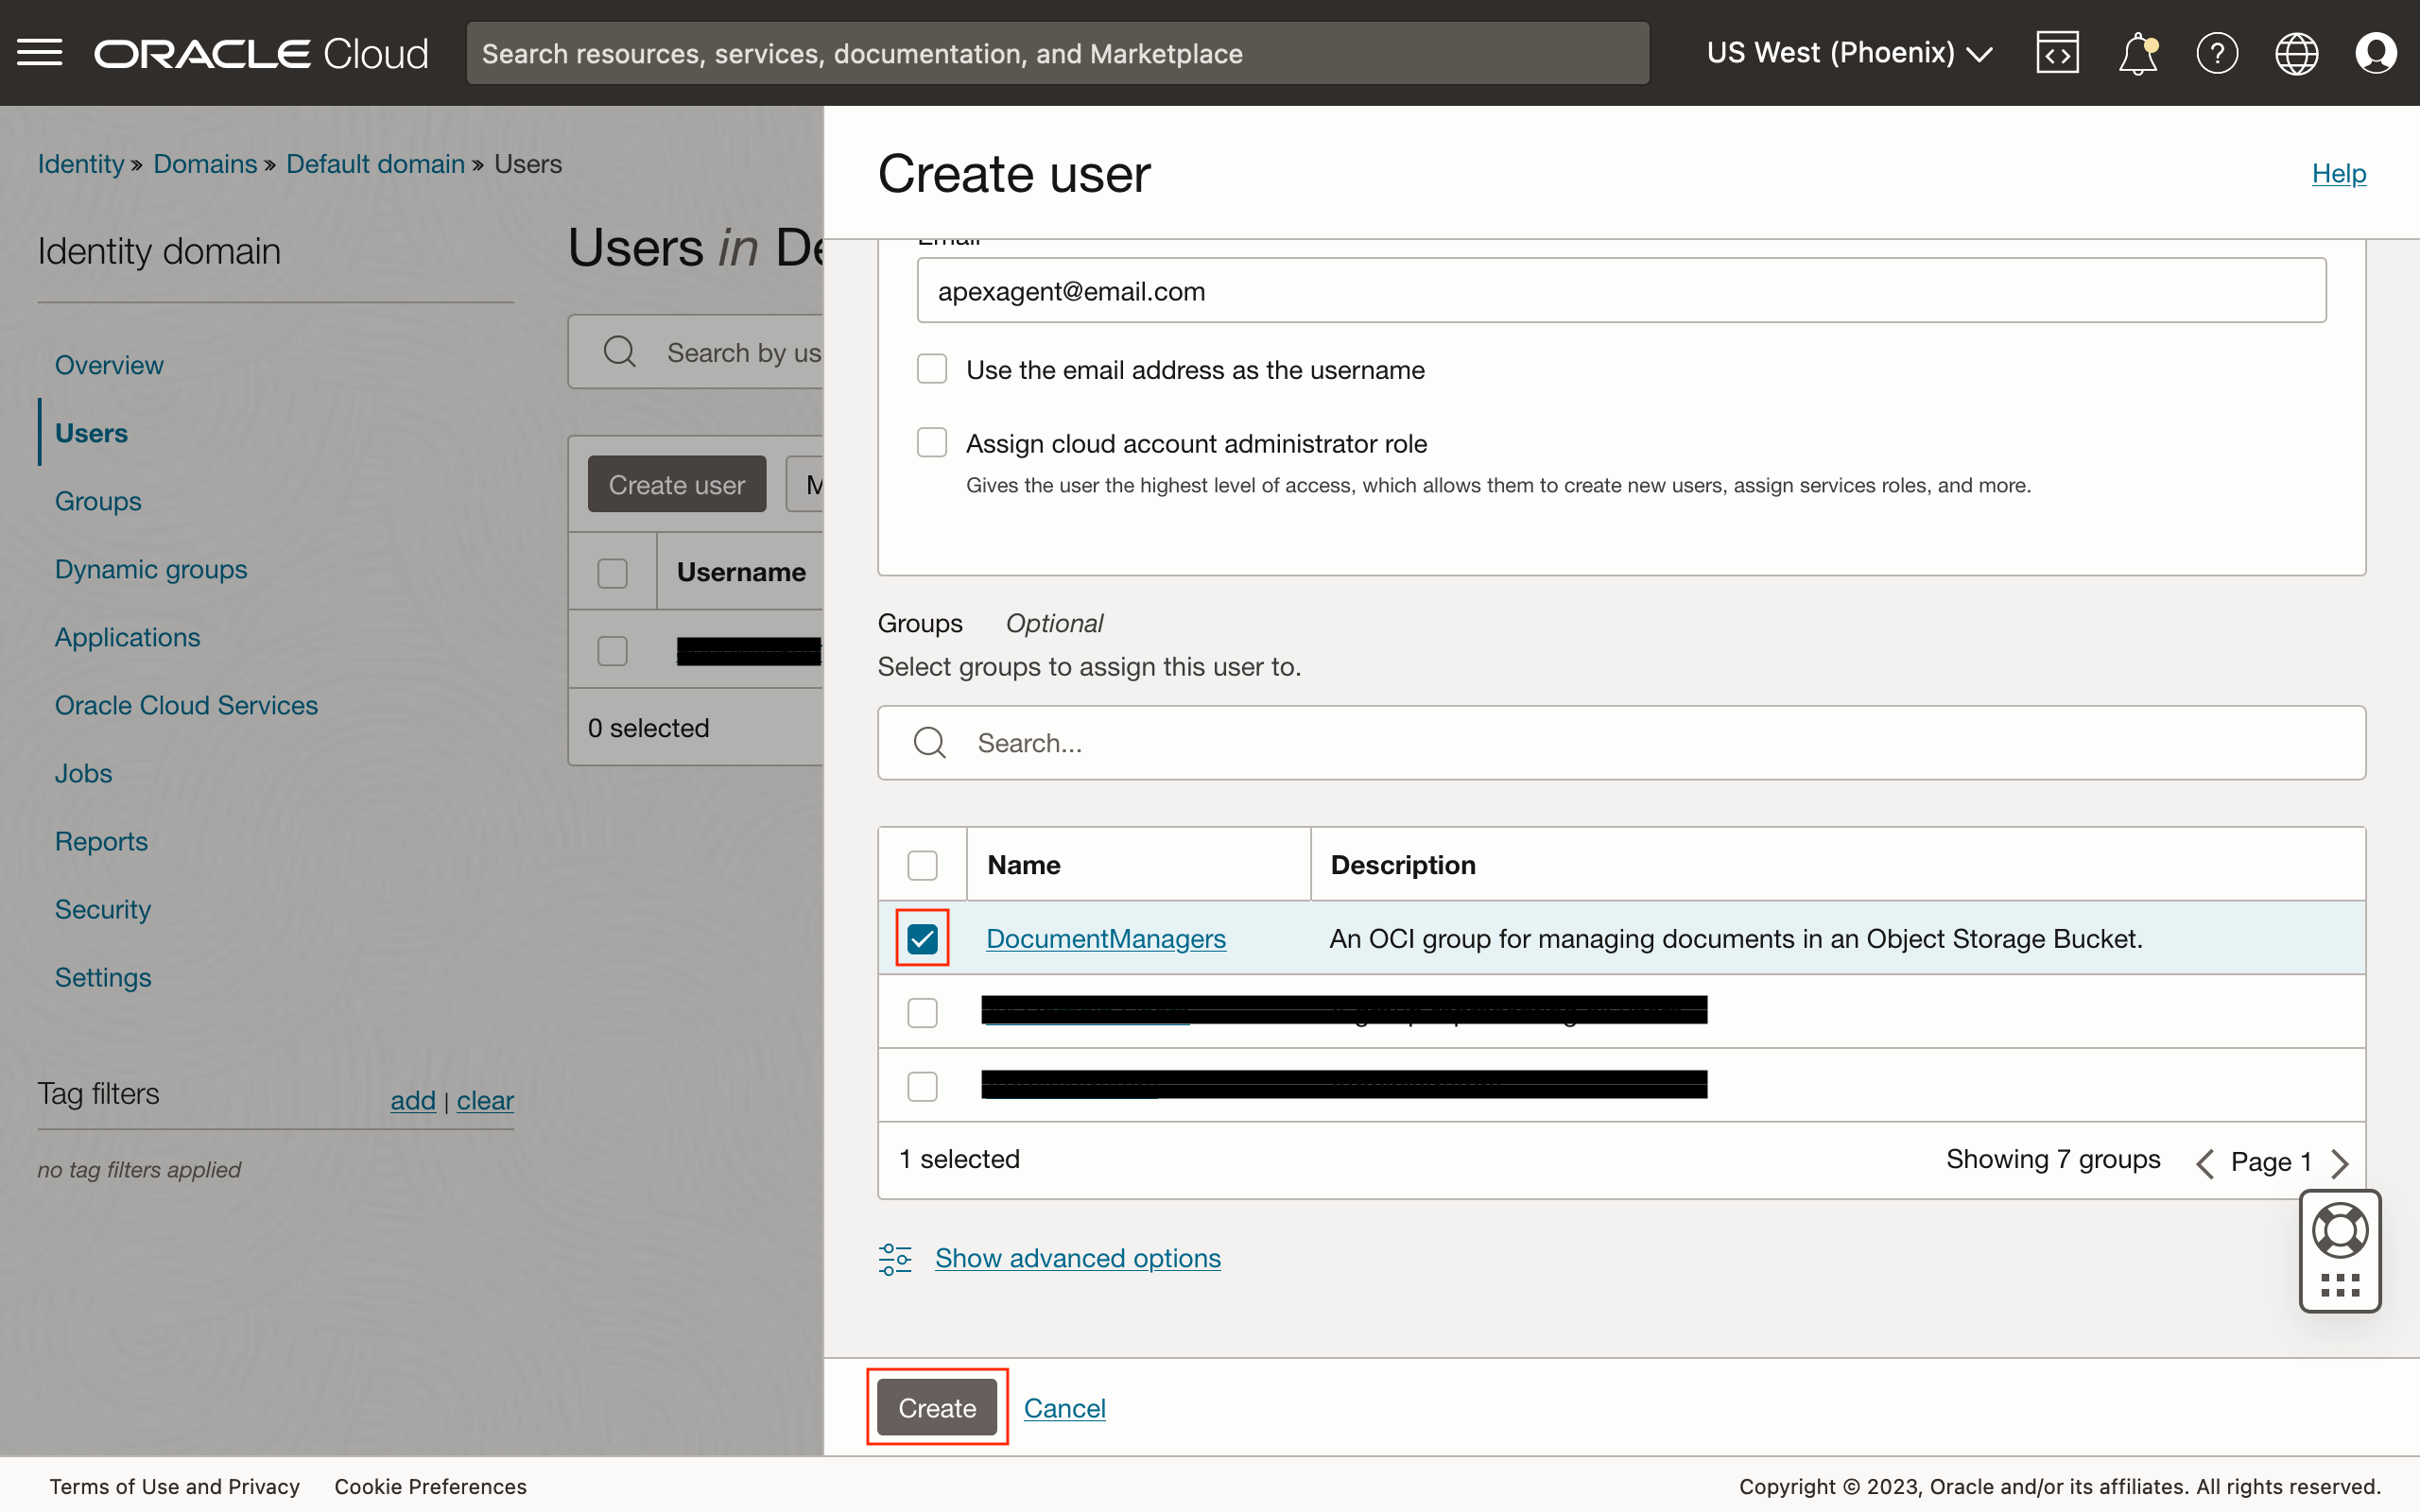 ORACLE Cloud
Search resources, services, documentation, and Marketplace
US West (Phoenix)
Identity » Domains » Default domain » Users
Identity domain
Overview
Users
Groups
Dynamic groups
Applications
Oracle Cloud Services
Jobs
Reports
Security
Settings
Tag filters
add | clear
no tag filters applied
Users in De
Search by us
Create user
M
Username
0 selected
Create user
Help
Email
apexagent@email.com
Use the email address as the username
Assign cloud account administrator role
Gives the user the highest level of access, which allows them to create new users, assign services roles, and more.
Groups Optional
Select groups to assign this user to.
Search...
Name Description
DocumentManagers An OCI group for managing documents in an Object Storage Bucket.
1 selected
Showing 7 groups
Page 1
Show advanced options
Create
Cancel
Terms of Use and Privacy
Cookie Preferences
Copyright © 2023, Oracle and/or its affiliates. All rights reserved.